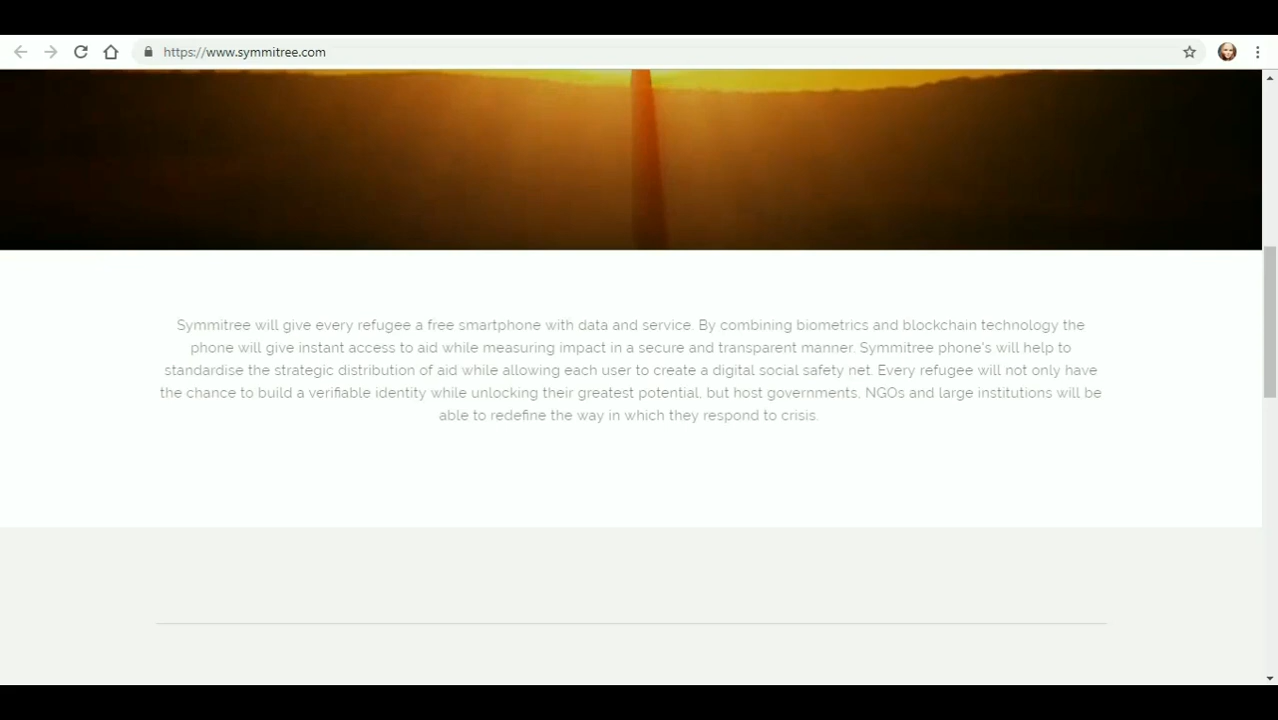 https://www.symmitree.com
Symmitree will give every refugee a free smartphone with data and service. By combining biometrics and blockchain technology the
phone will give instant access to aid while measuring impact in a secure and transparent manner. Symmitree phone's will help to
standardise the strategic distribution of aid while allowing each user to create a digital social safety net. Every refugee will not only have
the chance to build a verifiable identity while unlocking their greatest potential, but host governments, NGOs and large institutions will be
able to redefine the way in which they respond to crisis.